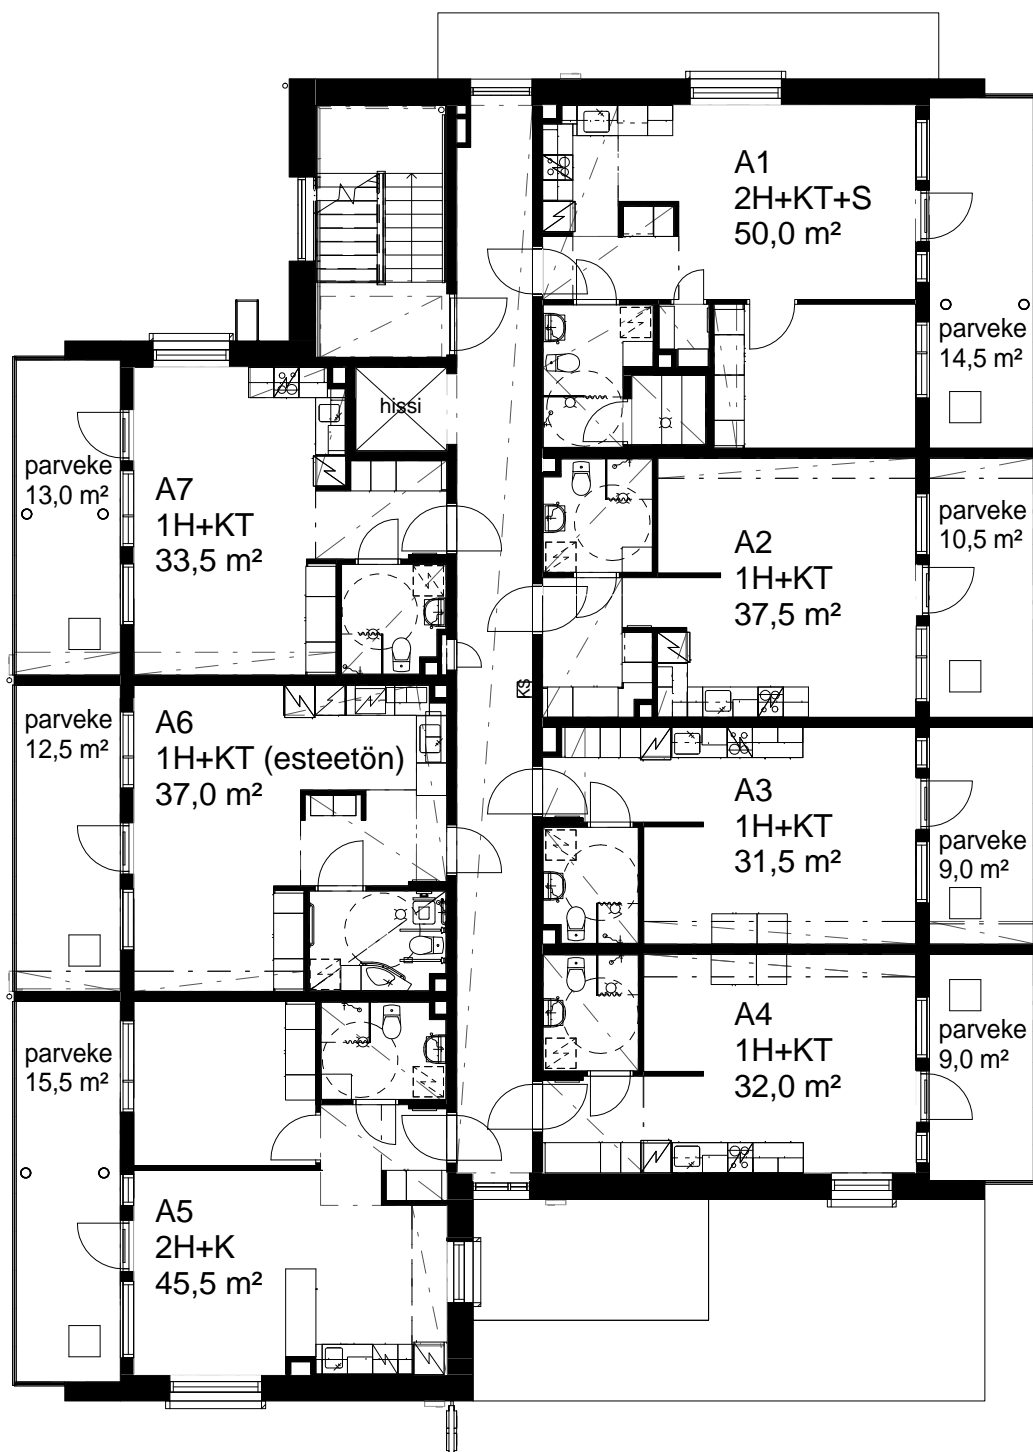 A1
2H+KT+S
50,0 m²
parveke
14,5 m²
hissi
parveke
13,0 m²
A7
1H+KT
33,5 m²
A2
1H+KT
37,5 m²
parveke
10,5 m²
KS
parveke
12,5 m²
A6
1H+KT (esteetön)
37,0 m²
A3
1H+KT
31,5 m²
parveke
9,0 m²
A4
1H+KT
32,0 m²
parveke
9,0 m²
parveke
15,5 m²
A5
2H+K
45,5 m²